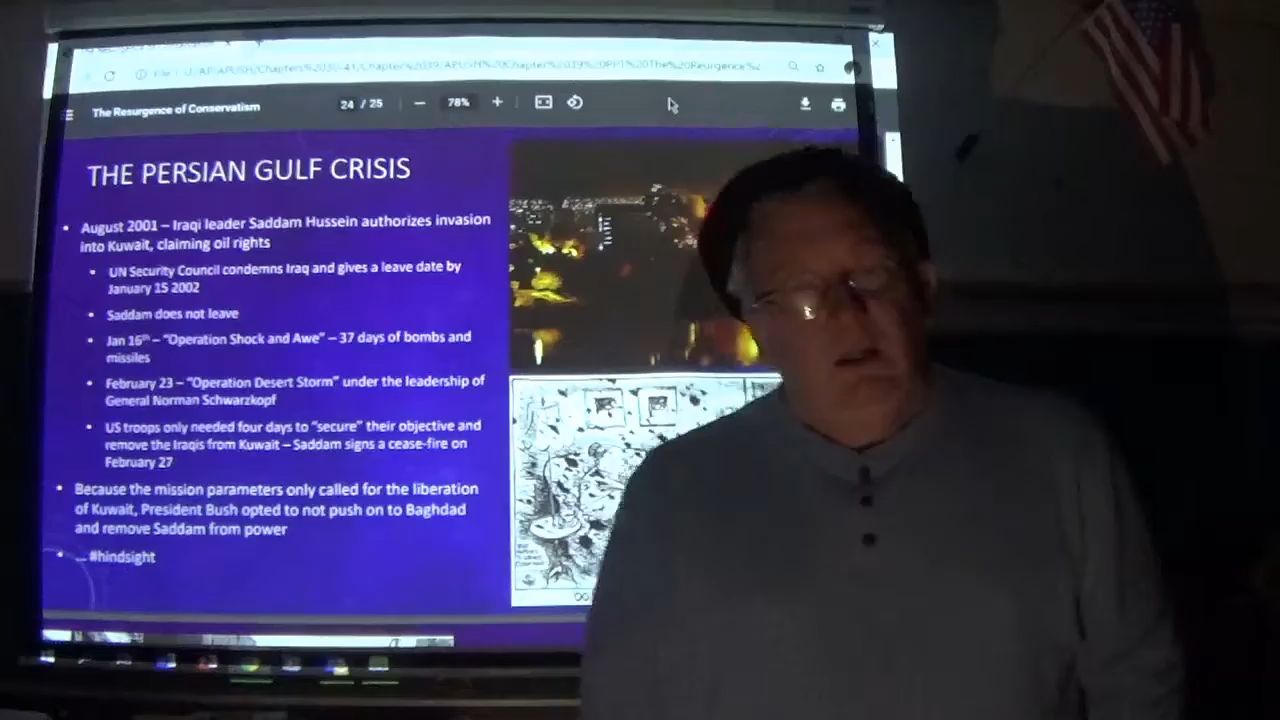 The Resurgence of Conservatism
24 / 25
78%
THE PERSIAN GULF CRISIS
• August 2001 – Iraqi leader Saddam Hussein authorizes invasion
into Kuwait, claiming oil rights
• UN Security Council condemns Iraq and gives a leave date by
January 15 2002
• Saddam does not leave
• Jan 16th – "Operation Shock and Awe" – 37 days of bombs and
missiles
• February 23 – "Operation Desert Storm" under the leadership of
General Norman Schwarzkopf
• US troops only needed four days to "secure" their objective and
remove the Iraqis from Kuwait – Saddam signs a cease-fire on
February 27
• Because the mission parameters only called for the liberation
of Kuwait, President Bush opted to not push on to Baghdad
and remove Saddam from power
• ... #hindsight